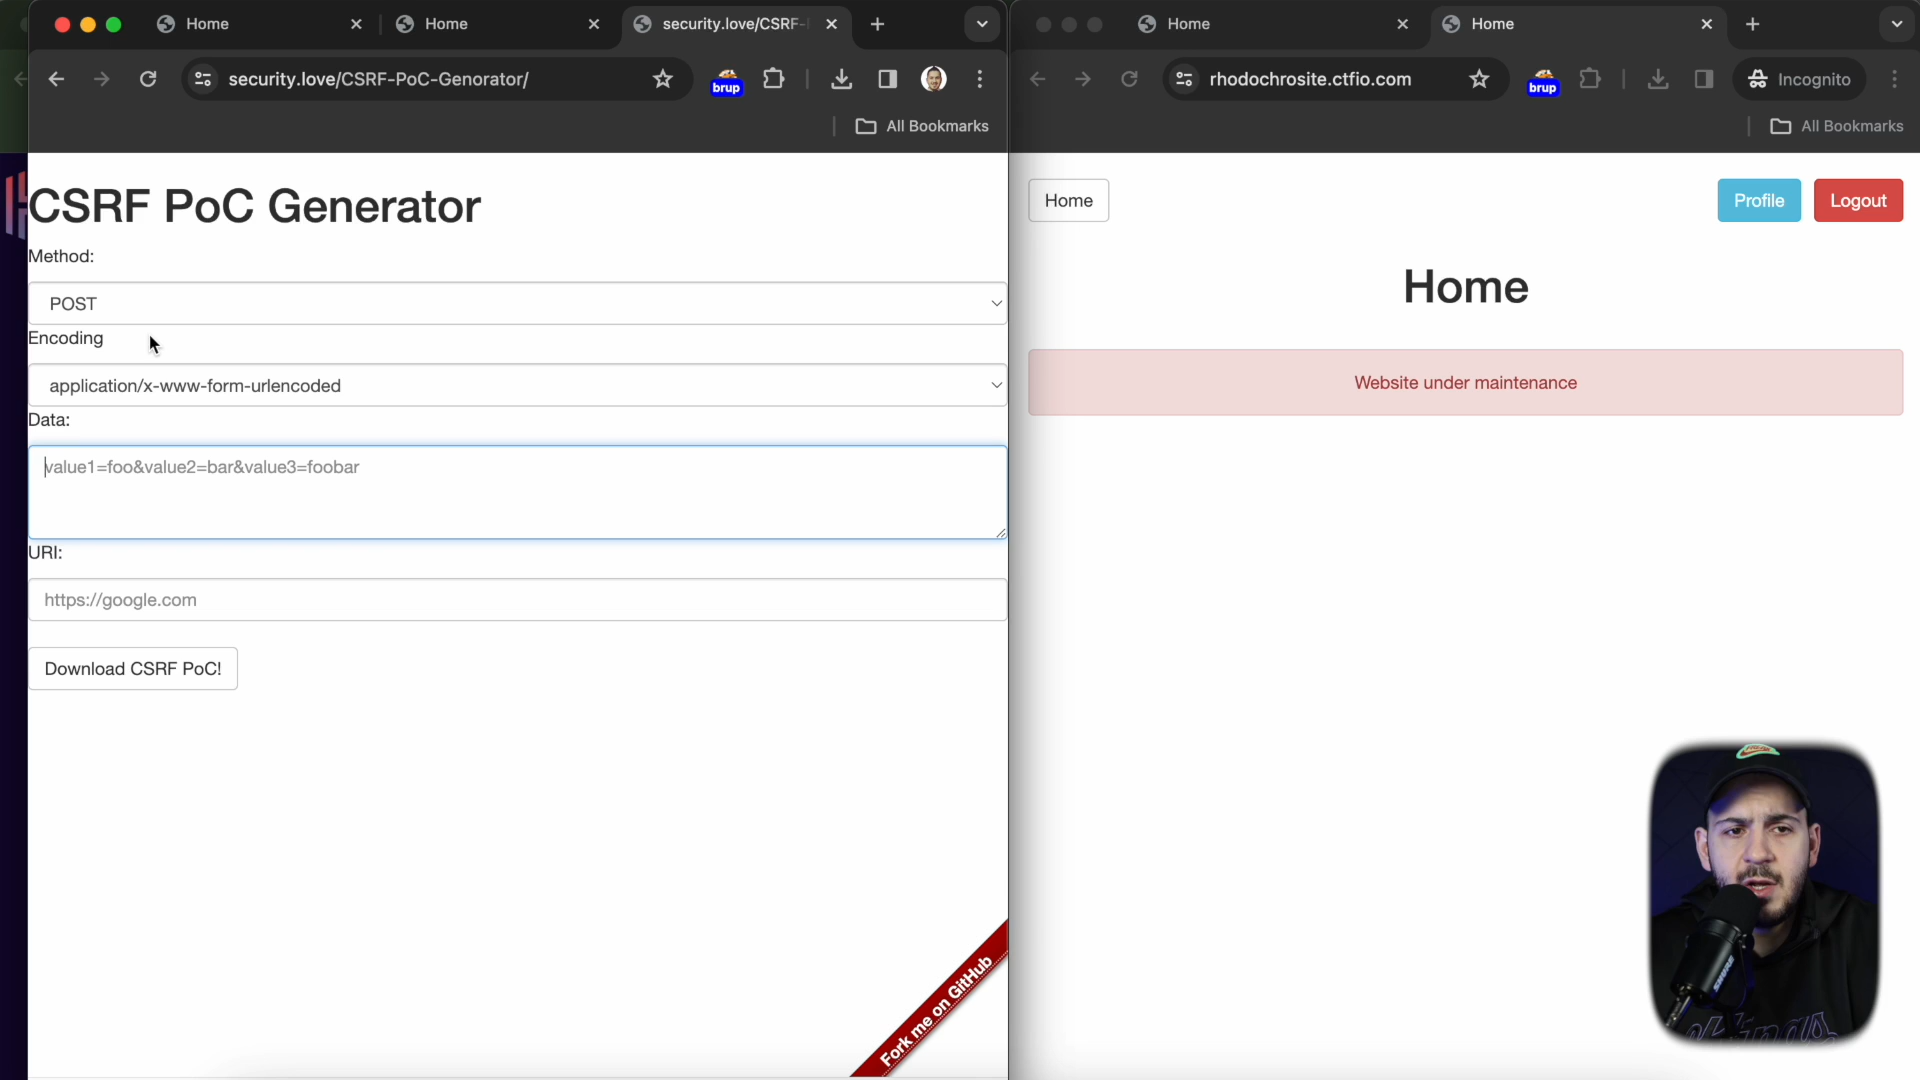 Home
Home
security.love/CSRF-
security.love/CSRF-PoC-Genorator/
brup
All Bookmarks
CSRF PoC Generator
Method:
POST
Encoding
application/x-www-form-urlencoded
Data:
value1=foo&value2=bar&value3=foobar
URI:
https://google.com
Download CSRF PoC!
Fork me on GitHub
Home
Home
rhodochrosite.ctfio.com
brup
Incognito
All Bookmarks
Home
Profile
Logout
Home
Website under maintenance
SHURE